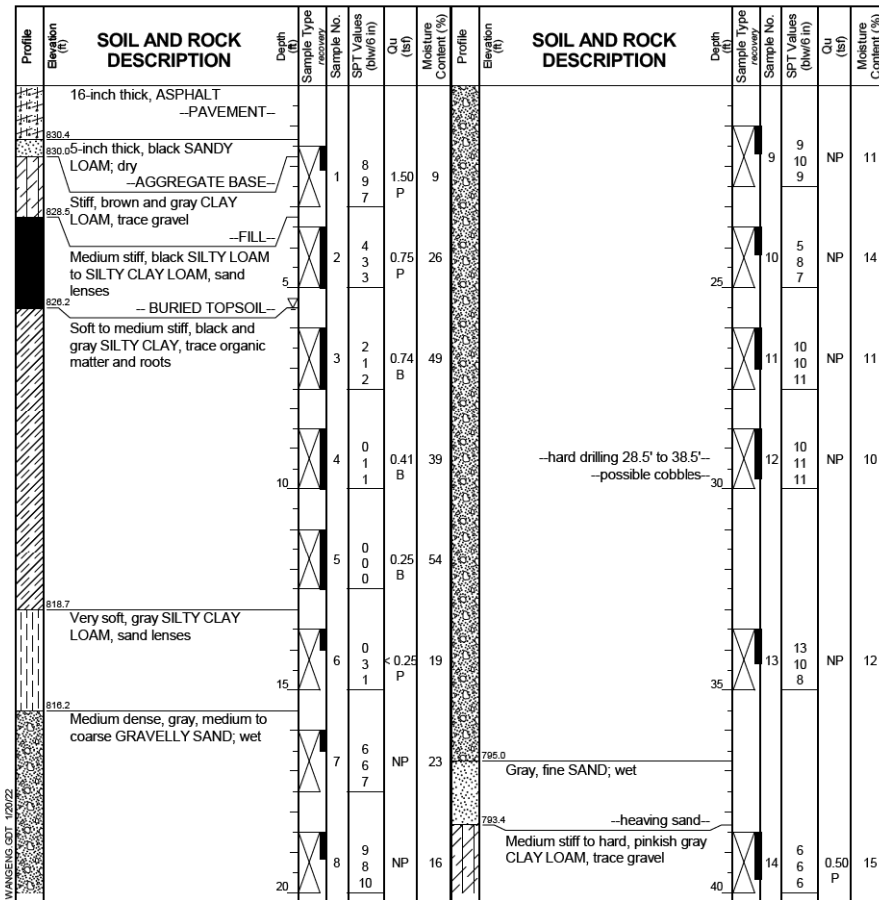 Profile
Elevation
(ft)
SOIL AND ROCK
DESCRIPTION
Depth
(ft)
Sample Type
recovery
Sample No.
SPT Values
(blw/6 in)
Qu
(tsf)
Moisture
Content (%)
16-inch thick, ASPHALT
--PAVEMENT--
830.4
5-inch thick, black SANDY
830.0
LOAM; dry
--AGGREGATE BASE--
1
8
9
7
1.50
P
9
Stiff, brown and gray CLAY
LOAM, trace gravel
828.5
--FILL--
Medium stiff, black SILTY LOAM
to SILTY CLAY LOAM, sand
lenses
5
2
4
3
3
0.75
P
26
826.2
-- BURIED TOPSOIL--
Soft to medium stiff, black and
gray SILTY CLAY, trace organic
matter and roots
3
2
1
2
0.74
B
49
4
0
1
1
0.41
B
39
10
5
0
0
0
0.25
B
54
818.7
Very soft, gray SILTY CLAY
LOAM, sand lenses
6
0
3
1
< 0.25
P
19
15
816.2
Medium dense, gray, medium to
coarse GRAVELLY SAND; wet
7
6
6
7
NP
23
8
9
8
10
NP
16
20
WANGENG.GDT 1/20/22
Profile
Elevation
(ft)
SOIL AND ROCK
DESCRIPTION
Depth
(ft)
Sample Type
recovery
Sample No.
SPT Values
(blw/6 in)
Qu
(tsf)
Moisture
Content (%)
9
9
10
9
NP
11
10
5
8
7
NP
14
25
11
10
10
11
NP
11
--hard drilling 28.5' to 38.5'--
--possible cobbles--
12
10
11
11
NP
10
30
13
13
10
8
NP
12
35
795.0
Gray, fine SAND; wet
793.4
--heaving sand--
Medium stiff to hard, pinkish gray
CLAY LOAM, trace gravel
14
6
6
6
0.50
P
15
40